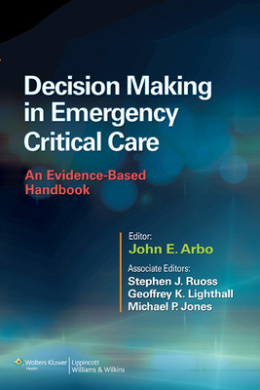 Decision Making
in Emergency
Critical Care
An Evidence-Based
Handbook
Editor:
John E. Arbo
Associate Editors:
Stephen J. Ruoss
Geoffrey K. Lighthall
Michael P. Jones
Wolters Kluwer
Health
Lippincott
Williams & Wilkins